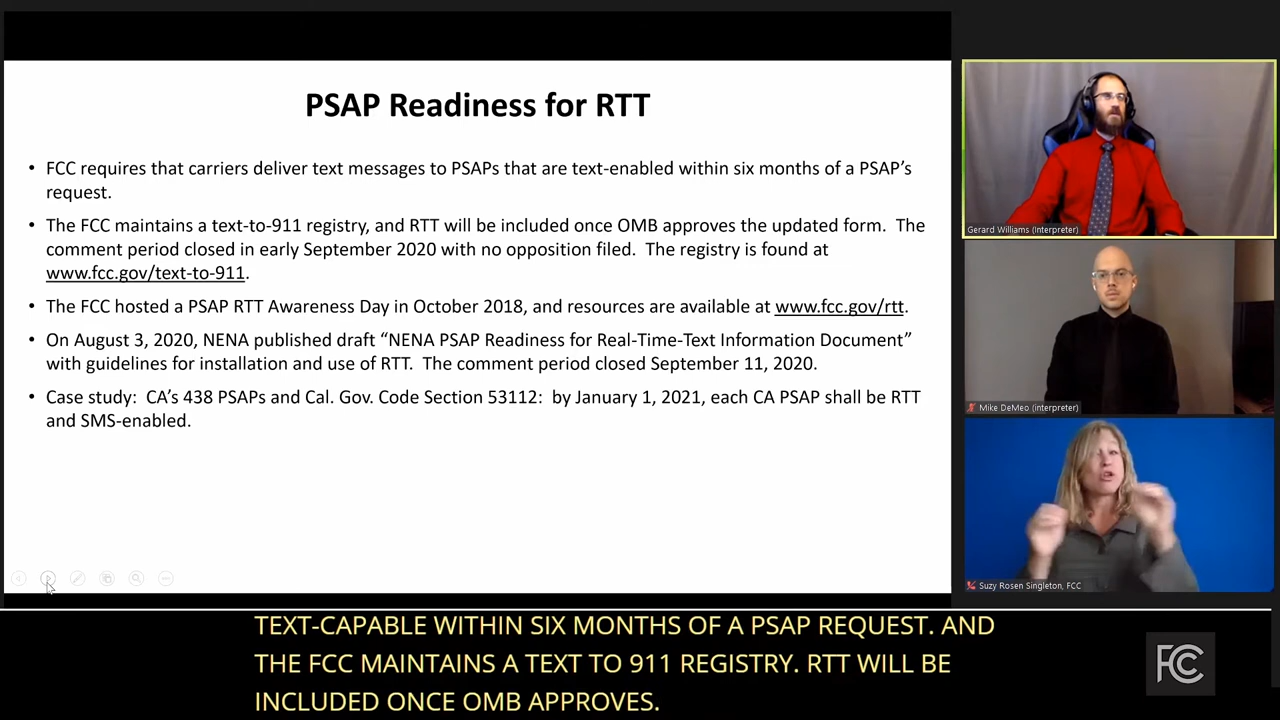 PSAP Readiness for RTT
• FCC requires that carriers deliver text messages to PSAPs that are text-enabled within six months of a PSAP’s
request.
• The FCC maintains a text-to-911 registry, and RTT will be included once OMB approves the updated form.  The
comment period closed in early September 2020 with no opposition filed.  The registry is found at
www.fcc.gov/text-to-911.
• The FCC hosted a PSAP RTT Awareness Day in October 2018, and resources are available at www.fcc.gov/rtt.
• On August 3, 2020, NENA published draft “NENA PSAP Readiness for Real-Time-Text Information Document”
with guidelines for installation and use of RTT.  The comment period closed September 11, 2020.
• Case study:  CA’s 438 PSAPs and Cal. Gov. Code Section 53112:  by January 1, 2021, each CA PSAP shall be RTT
and SMS-enabled.
Gerard Williams (Interpreter)
Mike DeMeo (interpreter)
Suzy Rosen Singleton, FCC
TEXT-CAPABLE WITHIN SIX MONTHS OF A PSAP REQUEST. AND
THE FCC MAINTAINS A TEXT TO 911 REGISTRY. RTT WILL BE
INCLUDED ONCE OMB APPROVES.
FCC